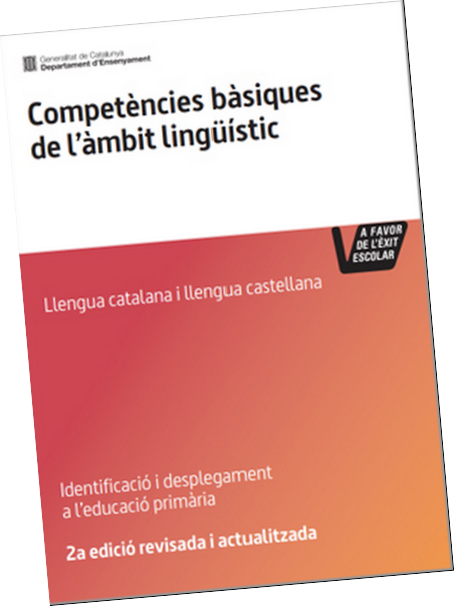 Generalitat de Catalunya
Departament d'Ensenyament
Competències bàsiques
de l'àmbit lingüístic
A FAVOR
DE L'ÈXIT
ESCOLAR
Llengua catalana i llengua castellana
Identificació i desplegament
a l'educació primària
2a edició revisada i actualitzada